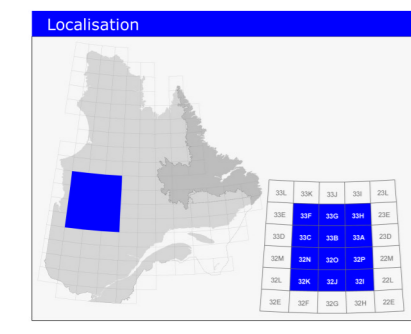 Localisation
33L 33K 33J 33I 23L
33E 33F 33G 33H 23E
33D 33C 33B 33A 23D
32M 32N 32O 32P 22M
32L 32K 32J 32I 22L
32E 32F 32G 32H 22E